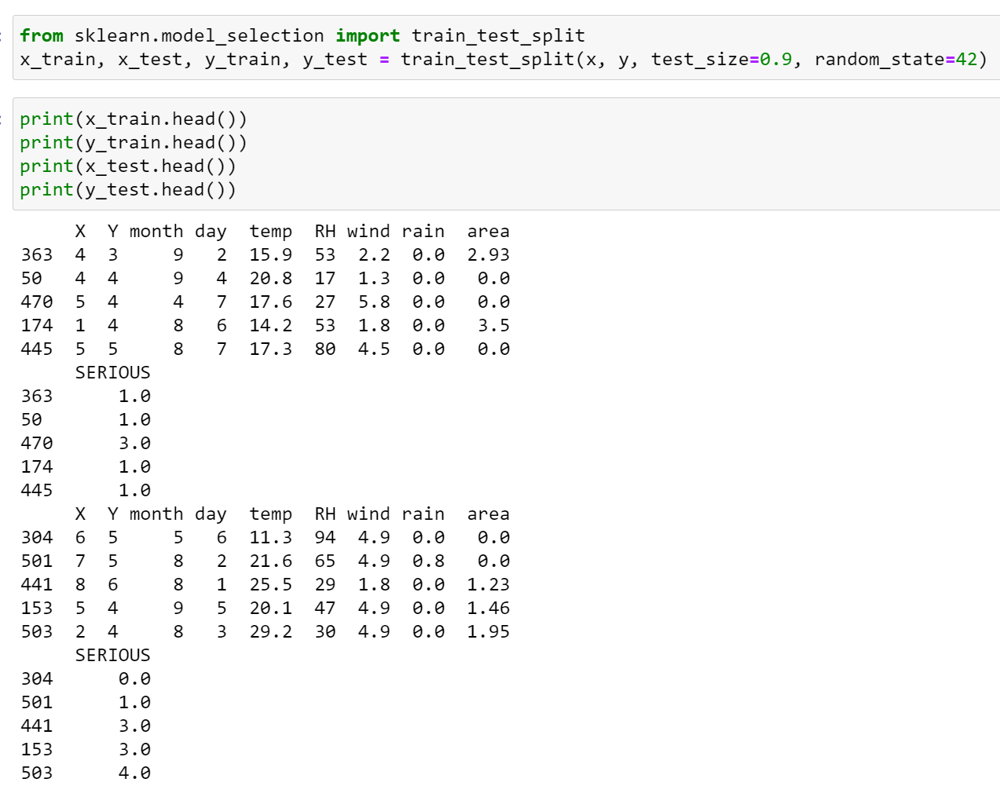 from sklearn.model_selection import train_test_split
x_train, x_test, y_train, y_test = train_test_split(x, y, test_size=0.9, random_state=42)
print(x_train.head())
print(y_train.head())
print(x_test.head())
print(y_test.head())
     X  Y month day  temp  RH wind rain  area
363  4  3     9   2  15.9  53  2.2  0.0  2.93
50   4  4     9   4  20.8  17  1.3  0.0   0.0
470  5  4     4   7  17.6  27  5.8  0.0   0.0
174  1  4     8   6  14.2  53  1.8  0.0   3.5
445  5  5     8   7  17.3  80  4.5  0.0   0.0
     SERIOUS
363      1.0
50       1.0
470      3.0
174      1.0
445      1.0
     X  Y month day  temp  RH wind rain  area
304  6  5     5   6  11.3  94  4.9  0.0   0.0
501  7  5     8   2  21.6  65  4.9  0.8   0.0
441  8  6     8   1  25.5  29  1.8  0.0  1.23
153  5  4     9   5  20.1  47  4.9  0.0  1.46
503  2  4     8   3  29.2  30  4.9  0.0  1.95
     SERIOUS
304      0.0
501      1.0
441      3.0
153      3.0
503      4.0